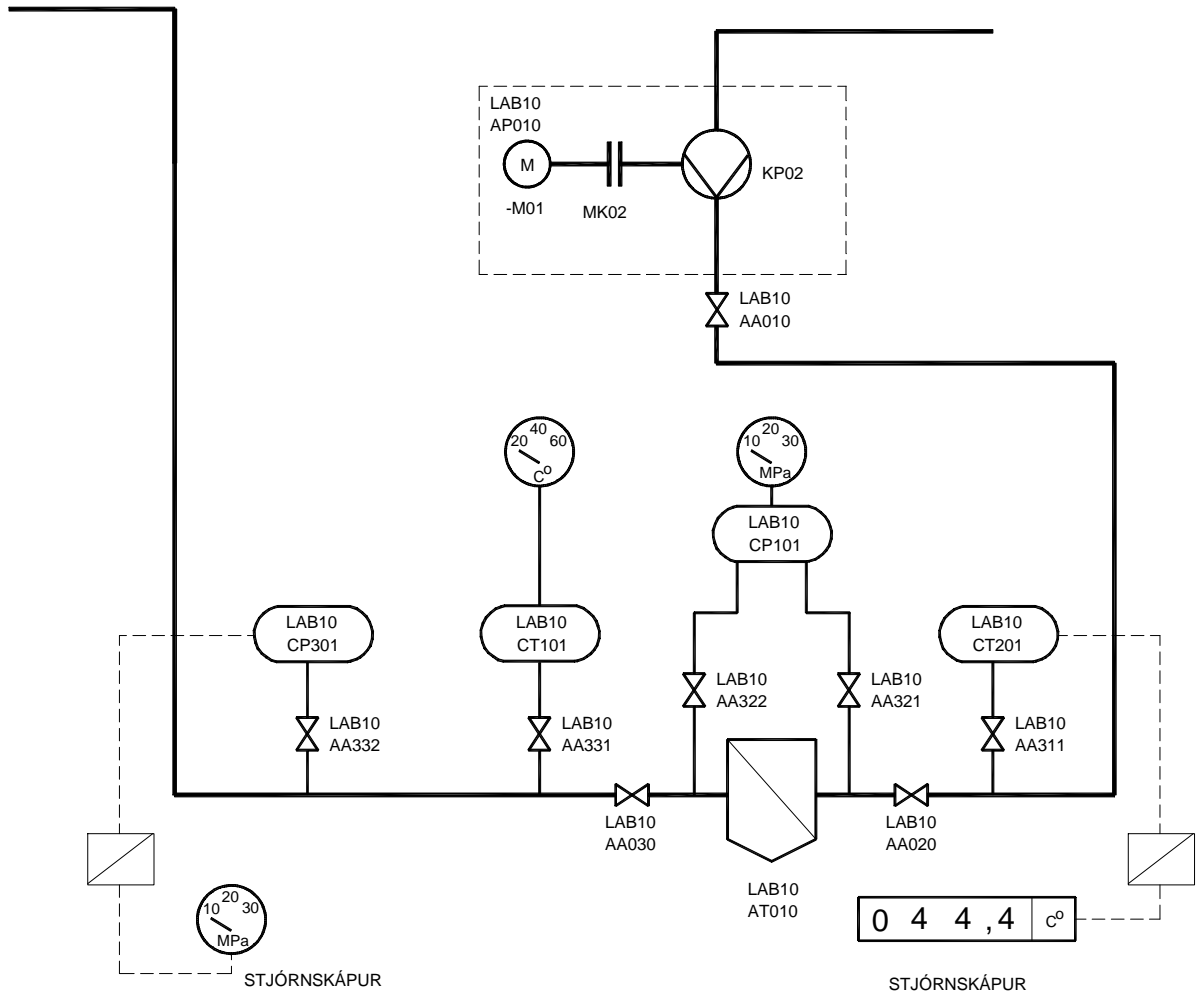 LAB10
AP010
M
-M01
MK02
KP02
LAB10
AA010
20 40 60
C°
10 20 30
MPa
LAB10
CP101
LAB10
CP301
LAB10
CT101
LAB10
CT201
LAB10
AA322
LAB10
AA321
LAB10
AA332
LAB10
AA331
LAB10
AA311
LAB10
AA030
LAB10
AA020
LAB10
AT010
10 20 30
MPa
STJÓRNSKÁPUR
0 4 4 ,4 C°
STJÓRNSKÁPUR